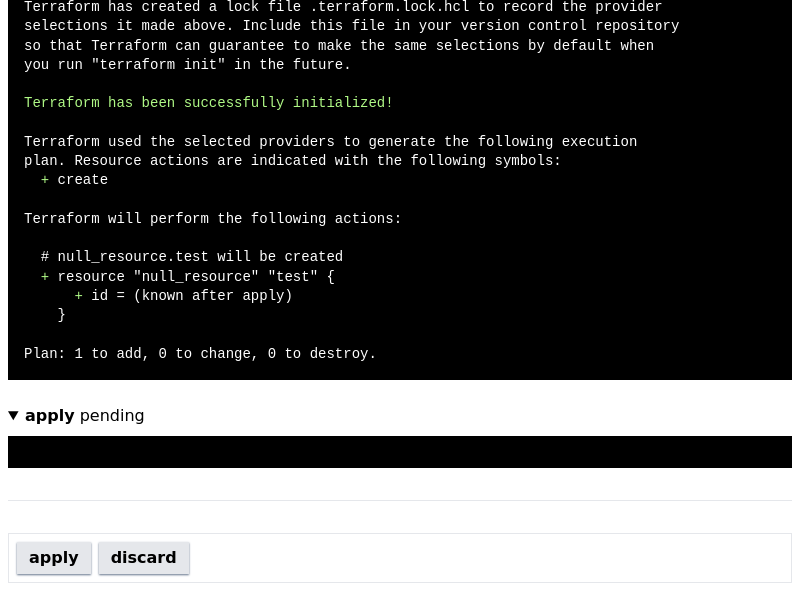 Terraform has created a lock file .terraform.lock.hcl to record the provider
selections it made above. Include this file in your version control repository
so that Terraform can guarantee to make the same selections by default when
you run "terraform init" in the future.
Terraform has been successfully initialized!
Terraform used the selected providers to generate the following execution
plan. Resource actions are indicated with the following symbols:
+ create
Terraform will perform the following actions:
# null_resource.test will be created
+ resource "null_resource" "test" {
+ id = (known after apply)
}
Plan: 1 to add, 0 to change, 0 to destroy.
apply pending
apply discard